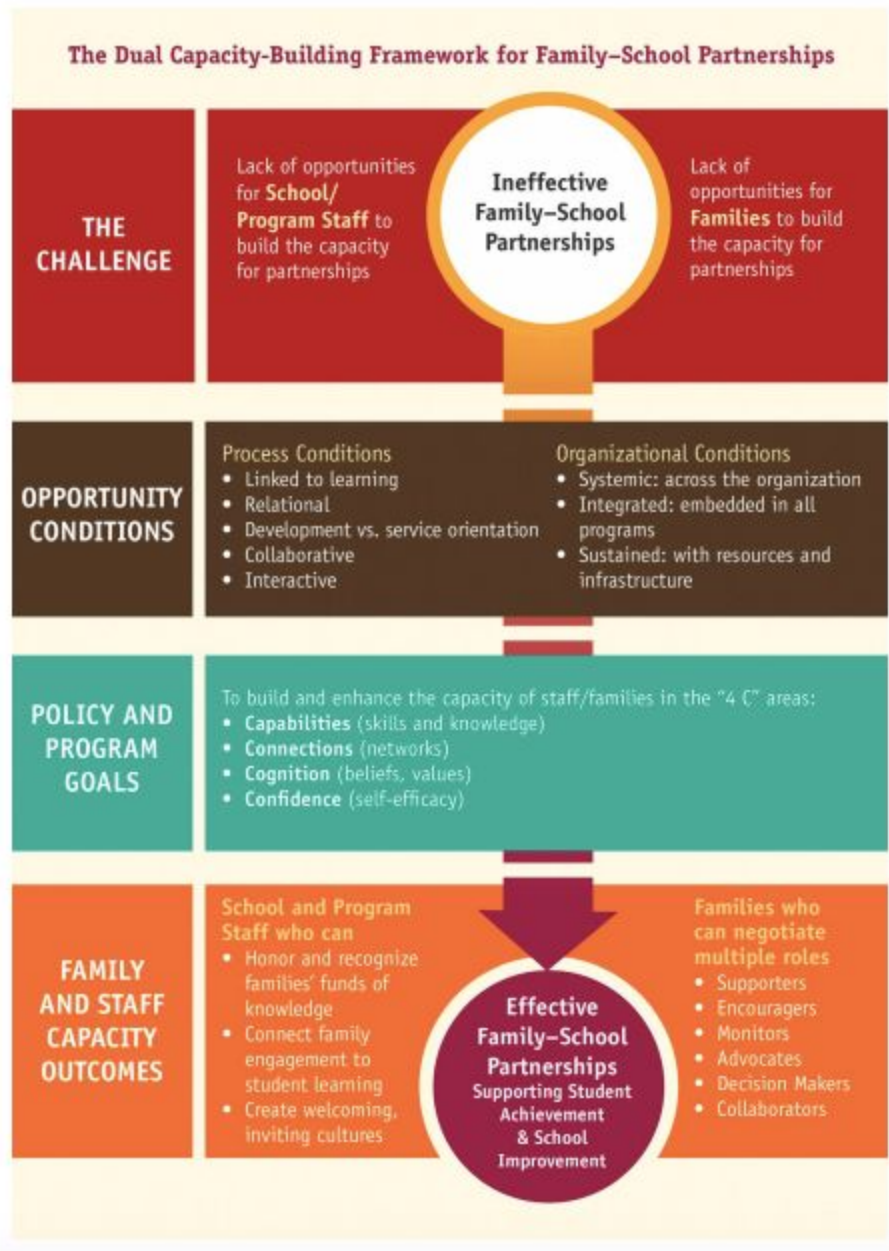 The Dual Capacity-Building Framework for Family–School Partnerships
THE
CHALLENGE
Lack of opportunities
for School/
Program Staff to
build the capacity
for partnerships
Ineffective
Family–School
Partnerships
Lack of
opportunities for
Families to build
the capacity for
partnerships
OPPORTUNITY
CONDITIONS
Process Conditions
• Linked to learning
• Relational
• Development vs. service orientation
• Collaborative
• Interactive
Organizational Conditions
• Systemic: across the organization
• Integrated: embedded in all
programs
• Sustained: with resources and
infrastructure
POLICY AND
PROGRAM
GOALS
To build and enhance the capacity of staff/families in the "4 C" areas:
• Capabilities (skills and knowledge)
• Connections (networks)
• Cognition (beliefs, values)
• Confidence (self-efficacy)
FAMILY
AND STAFF
CAPACITY
OUTCOMES
School and Program
Staff who can
• Honor and recognize
families' funds of
knowledge
• Connect family
engagement to
student learning
• Create welcoming,
inviting cultures
Effective
Family–School
Partnerships
Supporting Student
Achievement
& School
Improvement
Families who
can negotiate
multiple roles
• Supporters
• Encouragers
• Monitors
• Advocates
• Decision Makers
• Collaborators